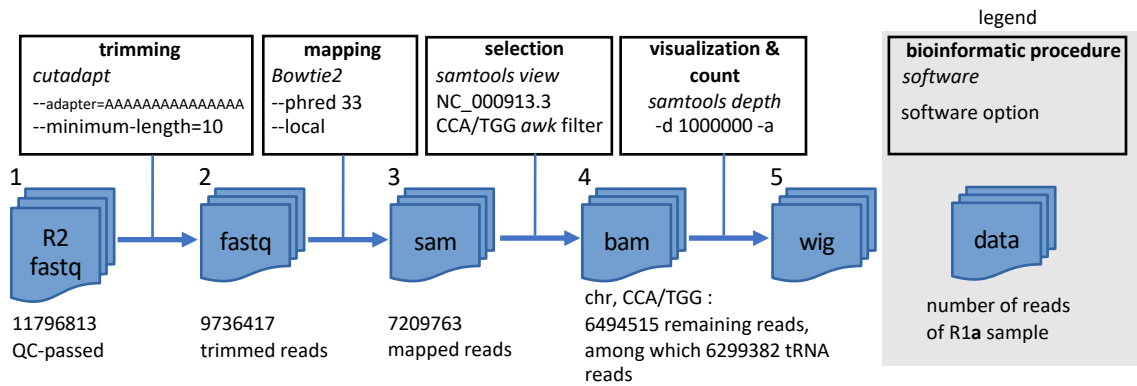 legend
trimming
cutadapt
--adapter=AAAAAAAAAAAAAAA
--minimum-length=10
mapping
Bowtie2
--phred 33
--local
selection
samtools view
NC_000913.3
CCA/TGG awk filter
visualization &
count
samtools depth
-d 1000000 -a
bioinformatic procedure
software
software option
1
R2
fastq
2
fastq
3
sam
4
bam
5
wig
data
11796813
QC-passed
9736417
trimmed reads
7209763
mapped reads
chr, CCA/TGG :
6494515 remaining reads,
among which 6299382 tRNA
reads
number of reads
of R1a sample